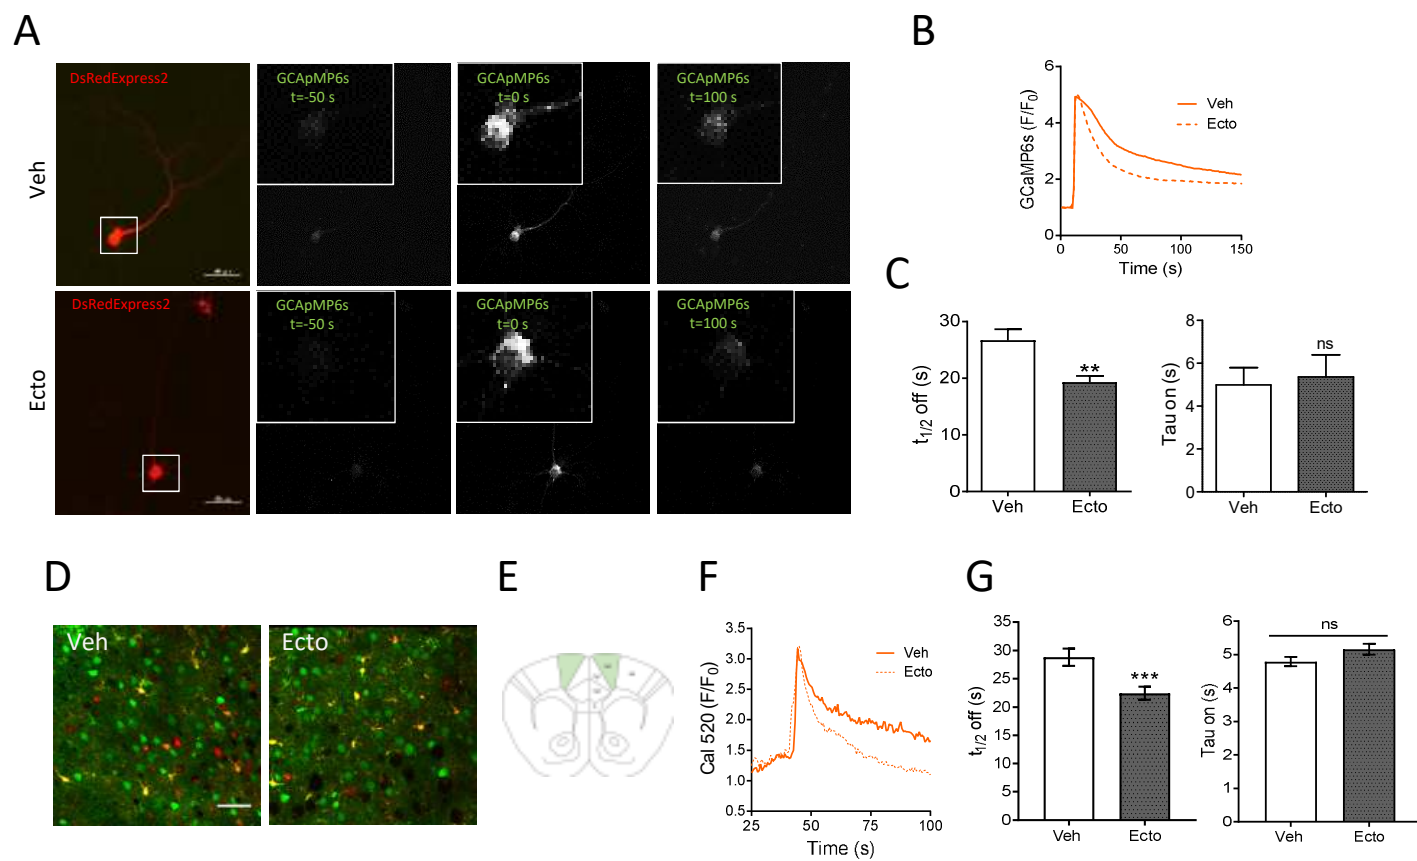 A
DsRedExpress2
GCApMP6s
t=-50 s
GCApMP6s
t=0 s
GCApMP6s
t=100 s
Veh
DsRedExpress2
GCApMP6s
t=-50 s
GCApMP6s
t=0 s
GCApMP6s
t=100 s
Ecto
B
6
4
2
0
GCaMP6s (F/F0)
Veh
Ecto
0
50
100
150
Time (s)
C
30
20
10
0
t1/2 off (s)
**
Veh
Ecto
8
6
4
2
0
Tau on (s)
ns
Veh
Ecto
D
Veh
Ecto
E
F
3.5
3.0
2.5
2.0
1.5
1.0
0.5
Cal 520 (F/F0)
Veh
Ecto
25
50
75
100
Time (s)
G
35
30
25
20
15
10
5
0
t1/2 off (s)
***
Veh
Ecto
6
5
4
3
2
1
0
Tau on (s)
ns
Veh
Ecto